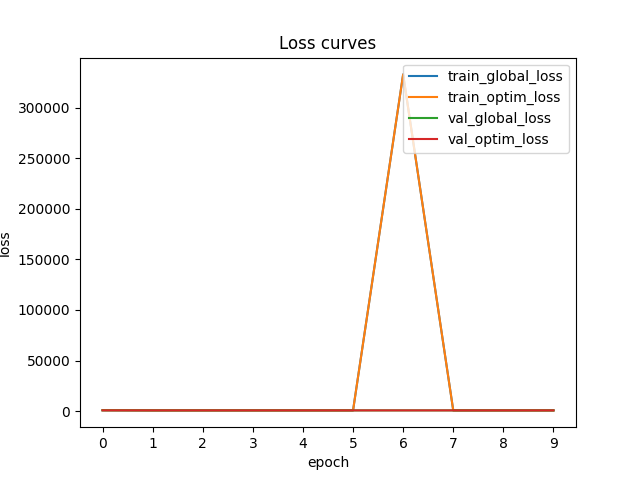 Loss curves
train_global_loss
train_optim_loss
val_global_loss
val_optim_loss
300000
250000
200000
150000
100000
50000
0
loss
0 1 2 3 4 5 6 7 8 9
epoch